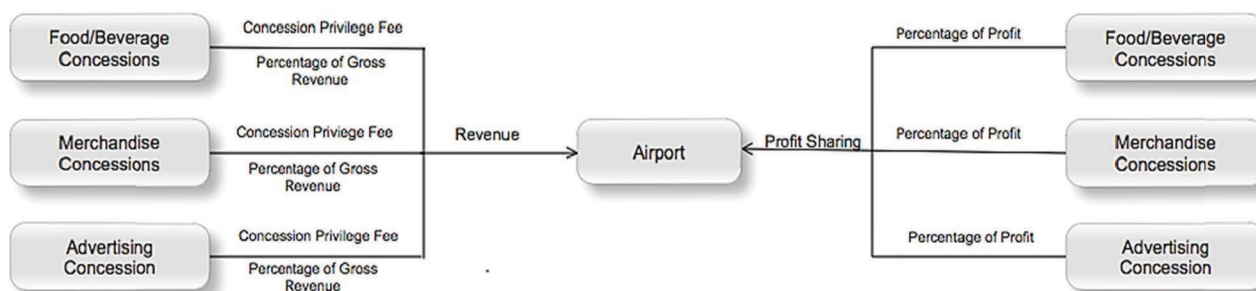 Food/Beverage
Concessions
Concession Privilege Fee
Percentage of Gross
Revenue
Merchandise
Concessions
Concession Priviege Fee
Percentage of Gross
Revenue
Advertising
Concession
Concession Privilege Fee
Percentage of Gross
Revenue
Revenue
Airport
Profit Sharing
Percentage of Profit
Food/Beverage
Concessions
Percentage of Profit
Merchandise
Concessions
Percentage of Profit
Advertising
Concession